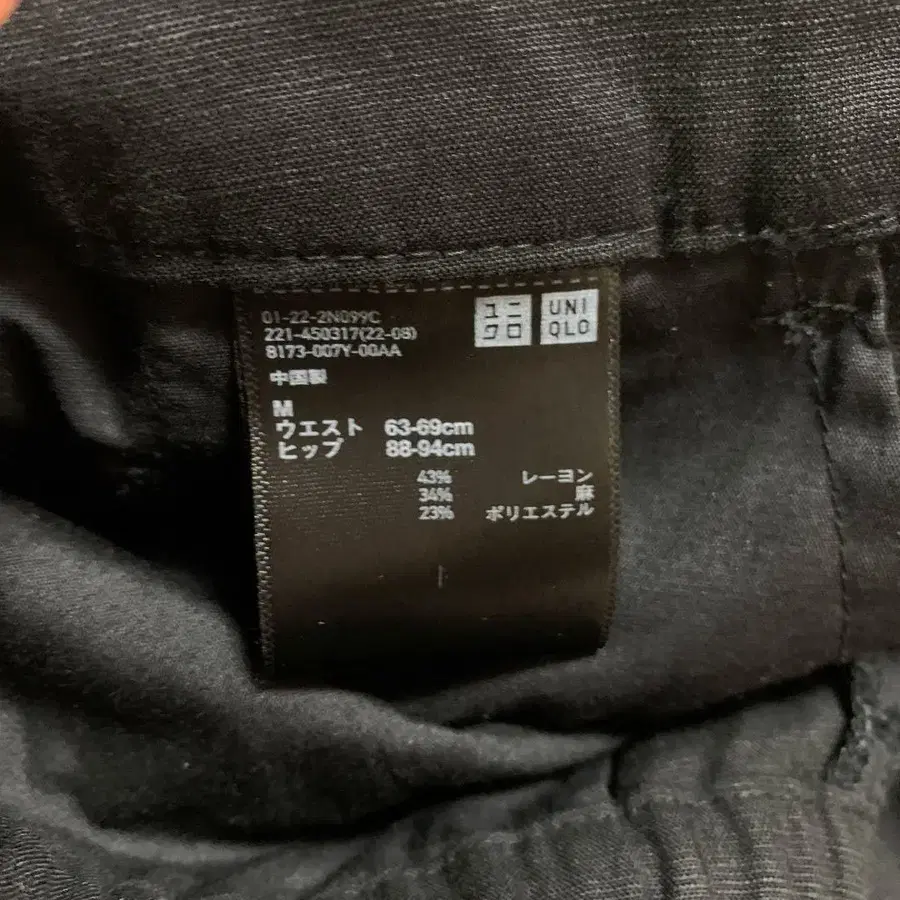 01-22-2N099C
221-450317(22-08)
8173-007Y-00AA
中国製
ユニ
クロ
UNI
QLO
M
ウエスト 63-69cm
ヒップ 88-94cm
43% レーヨン
34% 麻
23% ポリエステル